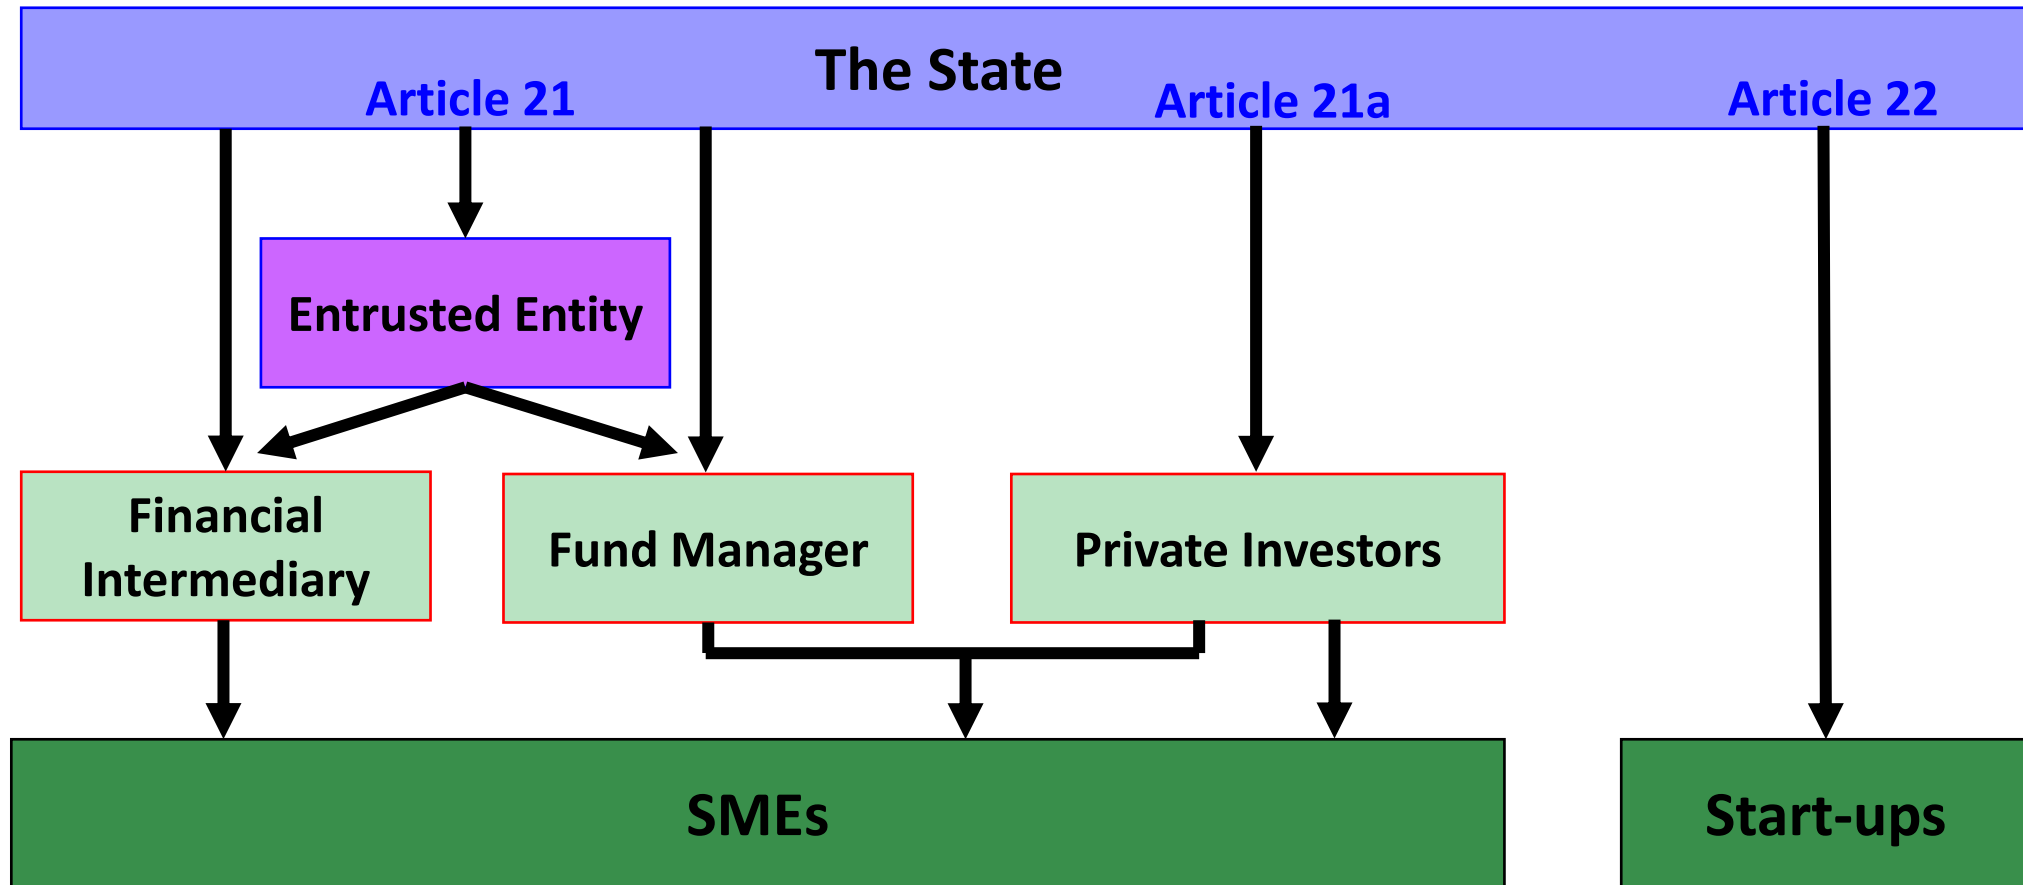 The State
Article 21
Article 21a
Article 22
Entrusted Entity
Financial
Intermediary
Fund Manager
Private Investors
SMEs
Start-ups